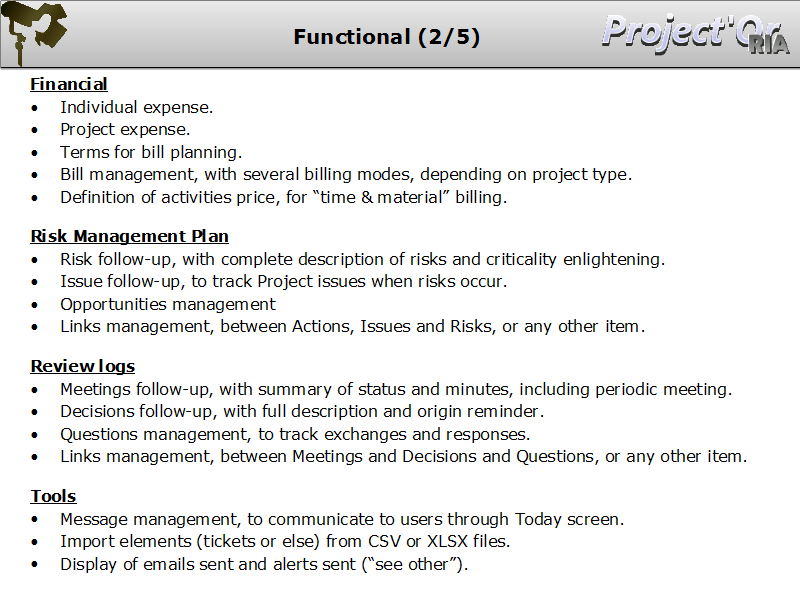 Functional (2/5)
Project'Or
RIA
Financial
• Individual expense.
• Project expense.
• Terms for bill planning.
• Bill management, with several billing modes, depending on project type.
• Definition of activities price, for “time & material” billing.
Risk Management Plan
• Risk follow-up, with complete description of risks and criticality enlightening.
• Issue follow-up, to track Project issues when risks occur.
• Opportunities management
• Links management, between Actions, Issues and Risks, or any other item.
Review logs
• Meetings follow-up, with summary of status and minutes, including periodic meeting.
• Decisions follow-up, with full description and origin reminder.
• Questions management, to track exchanges and responses.
• Links management, between Meetings and Decisions and Questions, or any other item.
Tools
• Message management, to communicate to users through Today screen.
• Import elements (tickets or else) from CSV or XLSX files.
• Display of emails sent and alerts sent (“see other”).